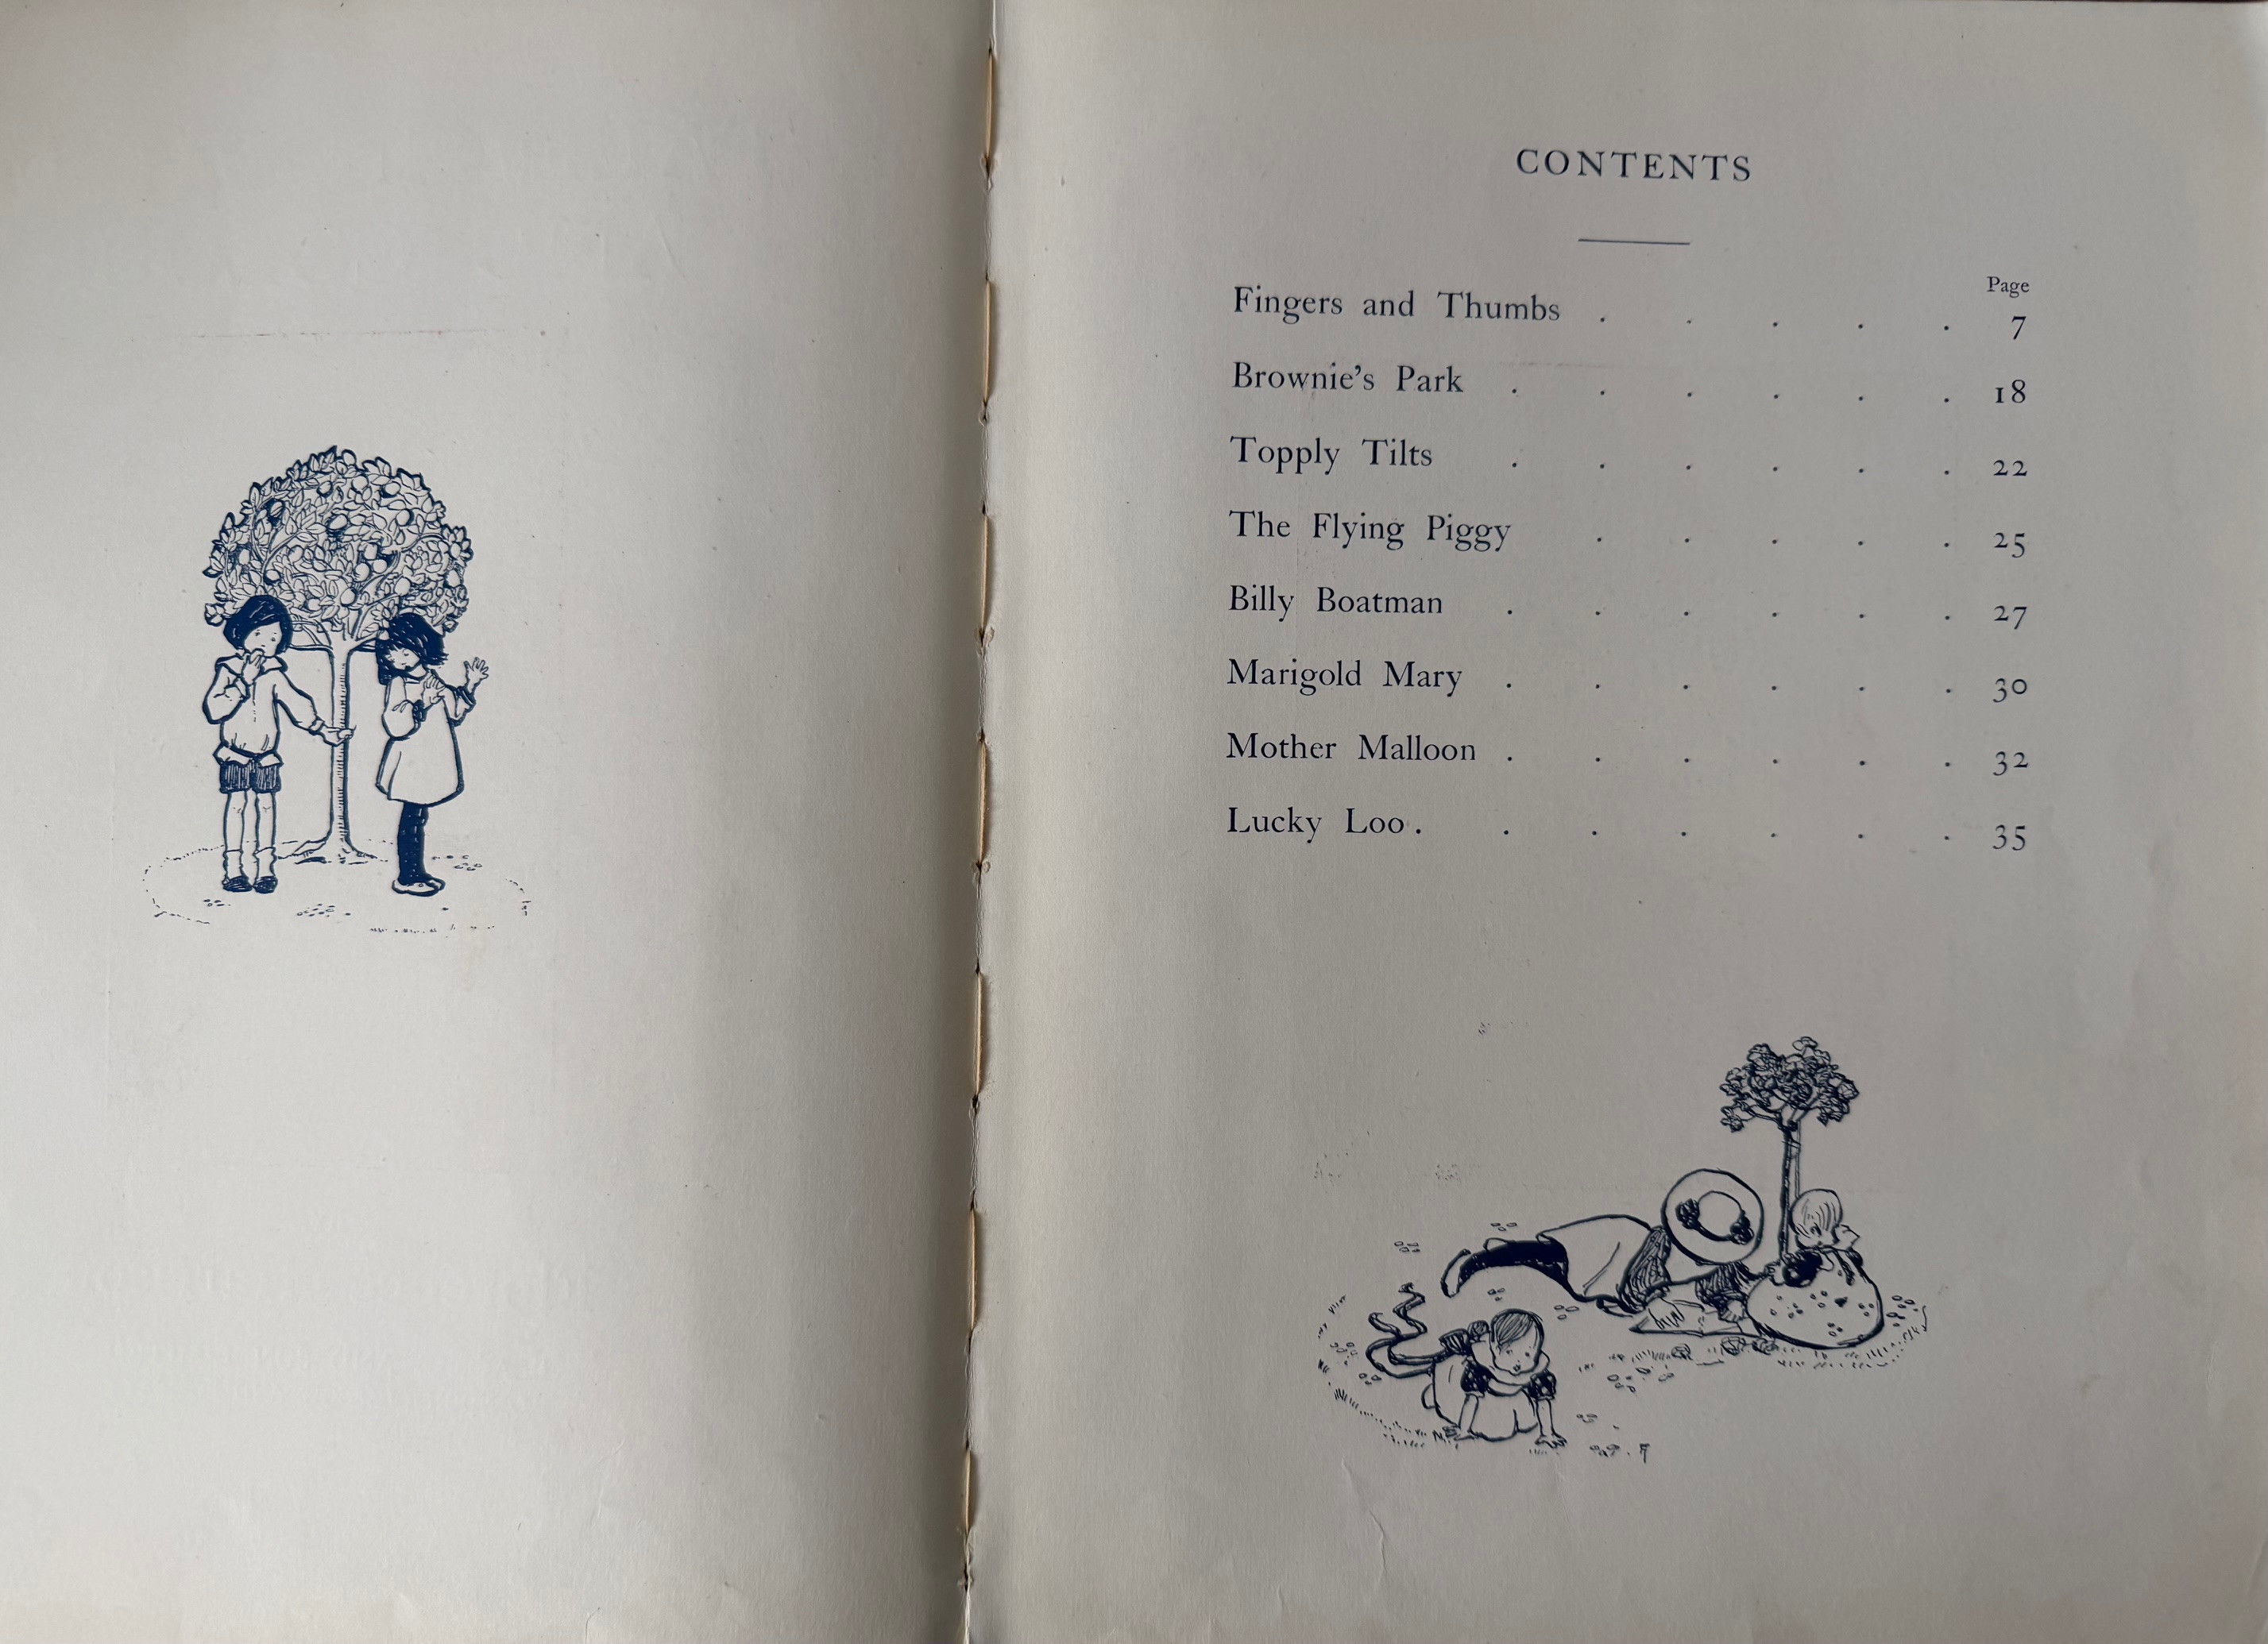 CONTENTS
Page
Fingers and Thumbs . . . . . 7
Brownie's Park . . . . . . 18
Topply Tilts . . . . . . 22
The Flying Piggy . . . . . 25
Billy Boatman . . . . . . 27
Marigold Mary . . . . . . 30
Mother Malloon . . . . . . 32
Lucky Loo . . . . . . . 35